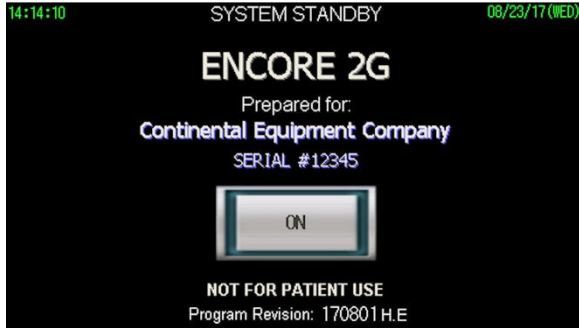 14:14:10 SYSTEM STANDBY 08/23/17(WED)
ENCORE 2G
Prepared for:
Continental Equipment Company
SERIAL #12345
ON
NOT FOR PATIENT USE
Program Revision: 170801 H.E